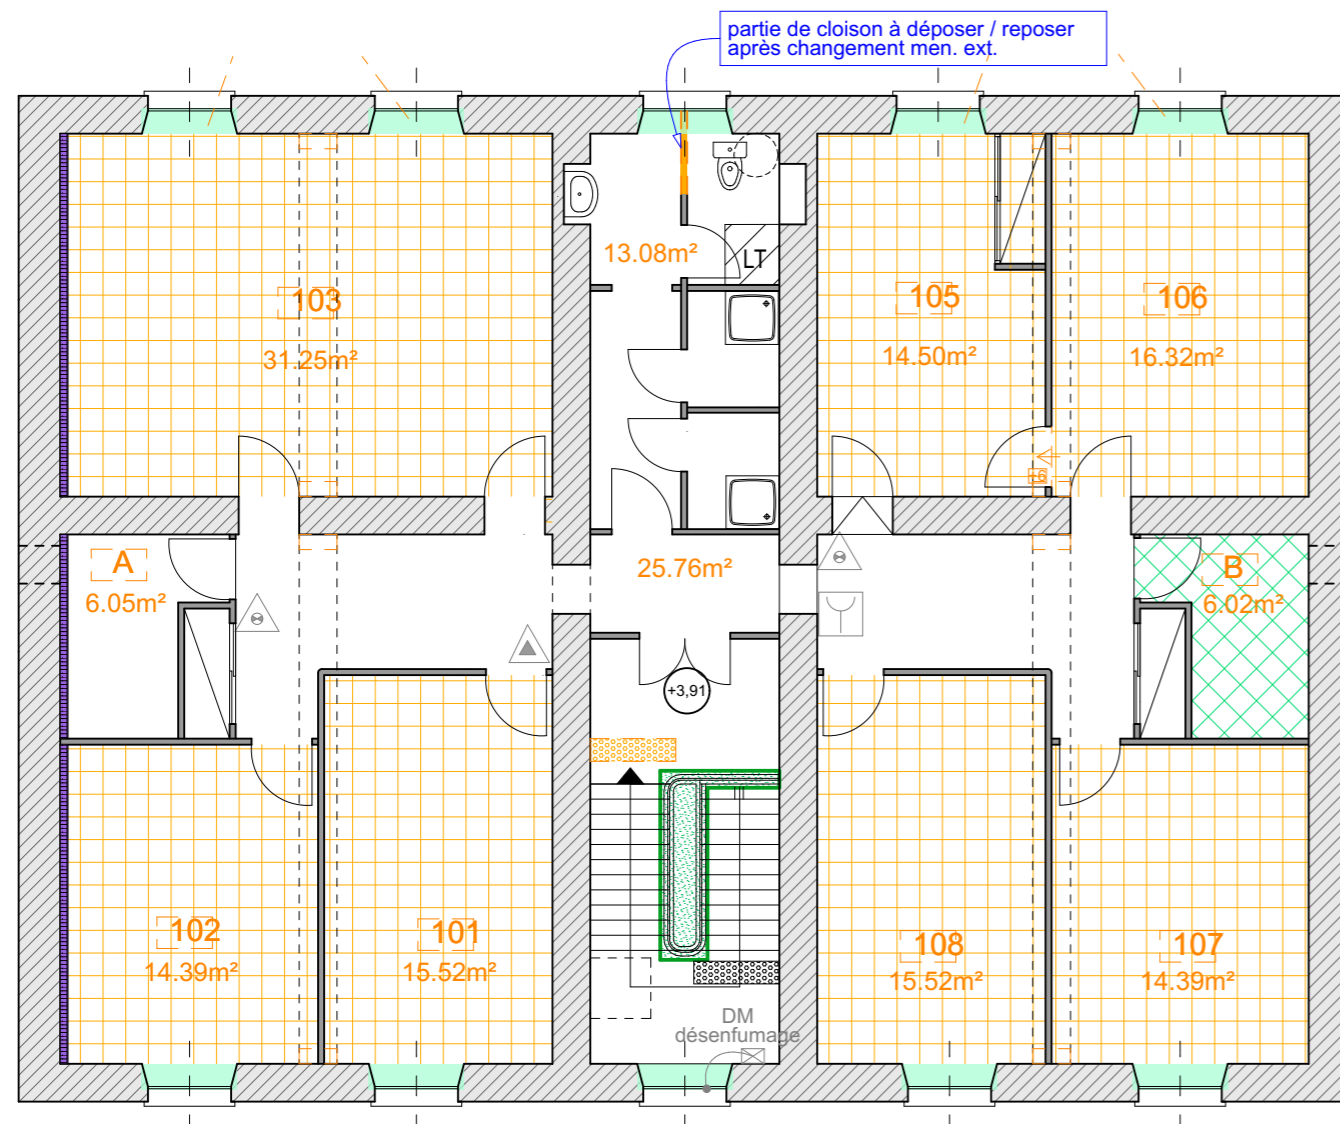 partie de cloison à déposer / reposer
après changement men. ext.
13.08m²
LT
103
31.25m²
105
14.50m²
106
16.32m²
A
6.05m²
25.76m²
B
6.02m²
+3,91
102
14.39m²
101
15.52m²
108
15.52m²
107
14.39m²
DM
désenfumage